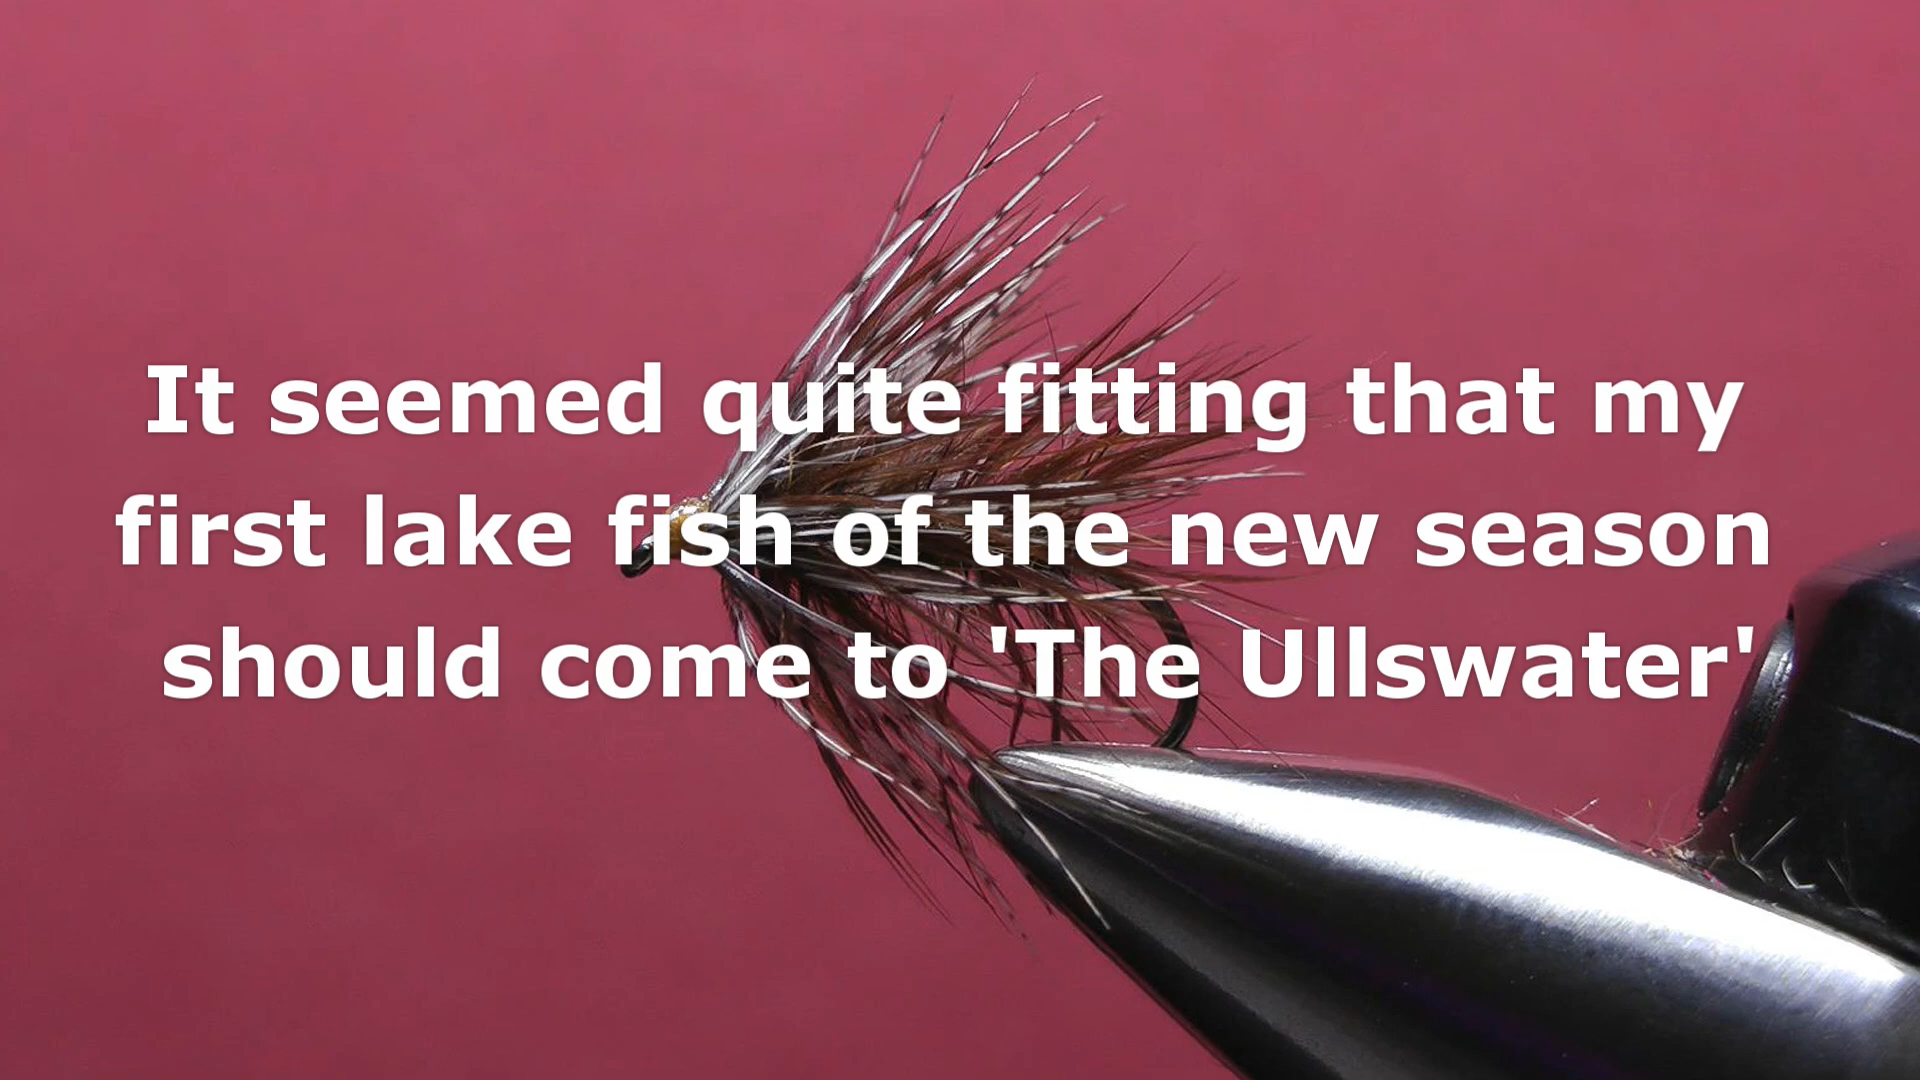 It seemed quite fitting that my
first lake fish of the new season
should come to 'The Ullswater'